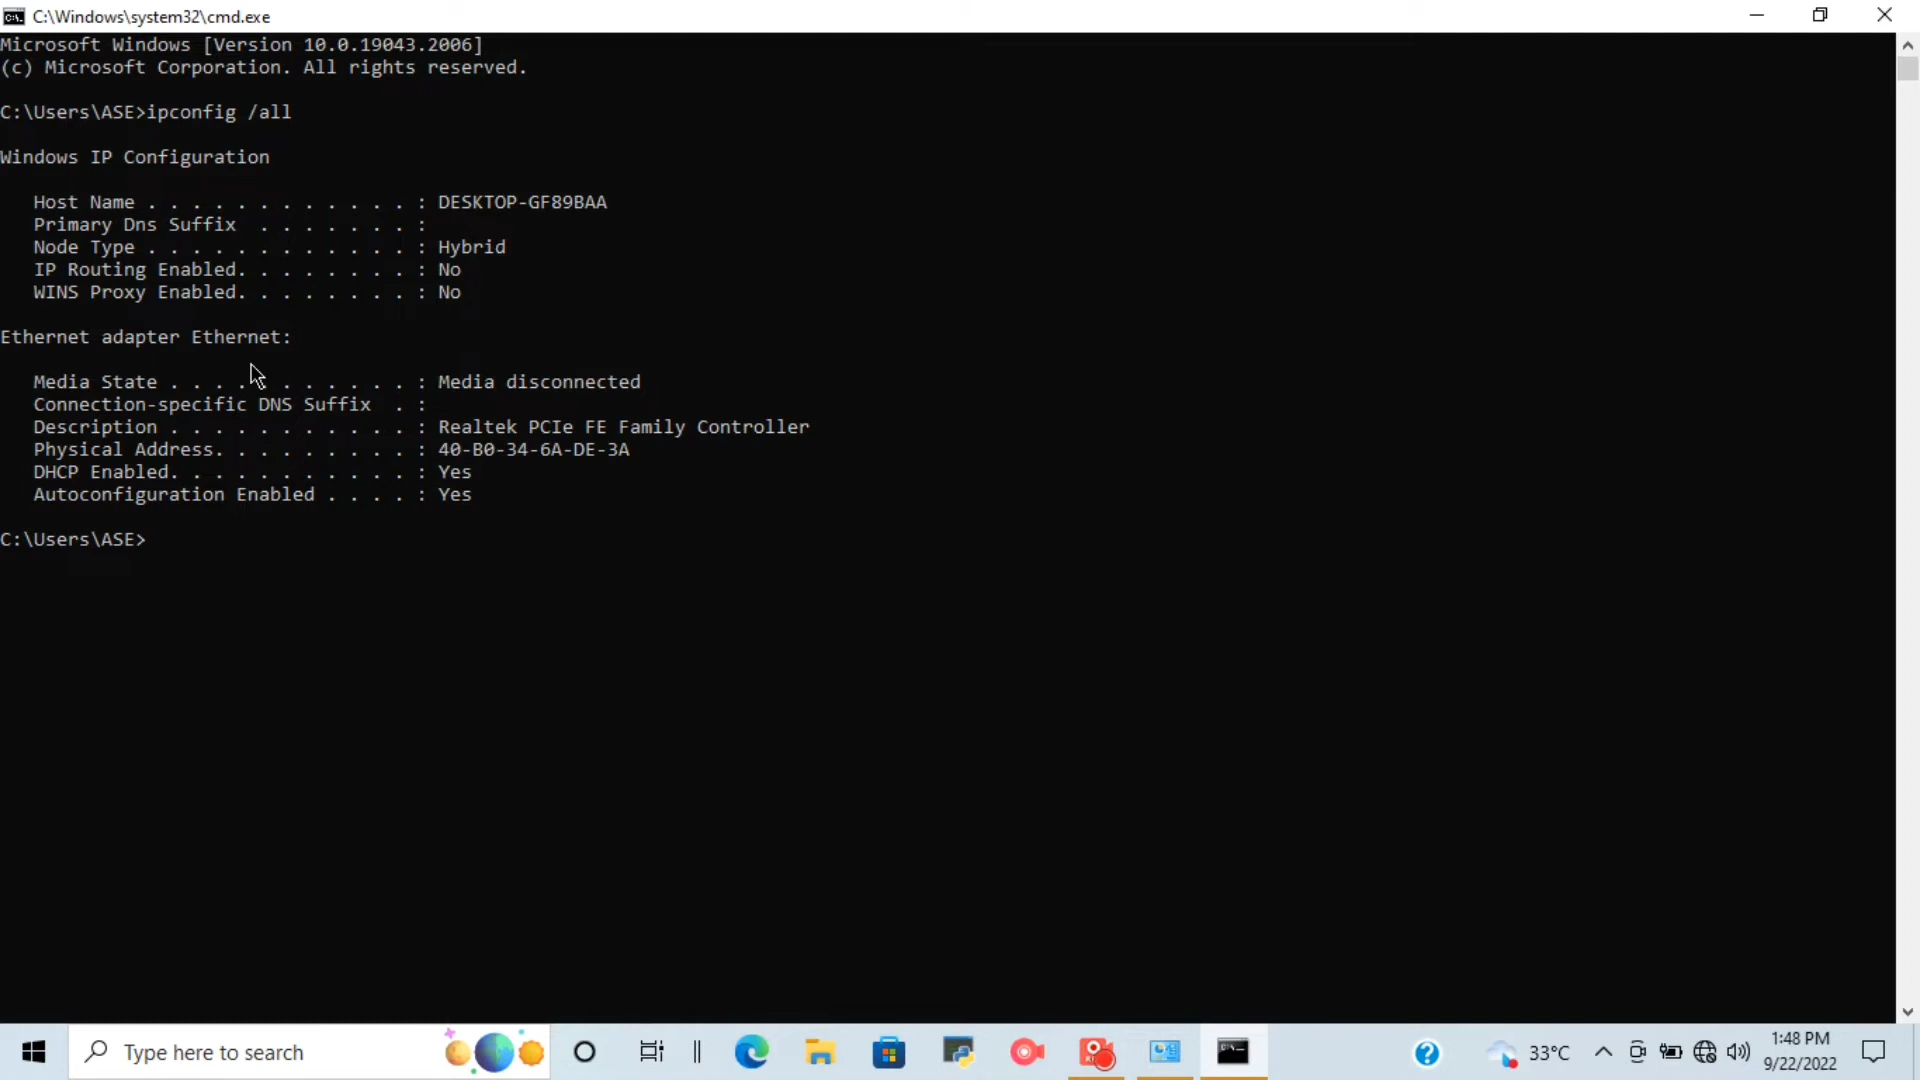 C:\Windows\system32\cmd.exe
Microsoft Windows [Version 10.0.19043.2006]
(c) Microsoft Corporation. All rights reserved.
C:\Users\ASE>ipconfig /all
Windows IP Configuration
Host Name . . . . . . . . . . . . : DESKTOP-GF89BAA
Primary Dns Suffix  . . . . . . . :
Node Type . . . . . . . . . . . . : Hybrid
IP Routing Enabled. . . . . . . . : No
WINS Proxy Enabled. . . . . . . . : No
Ethernet adapter Ethernet:
Media State . . . . . . . . . . . : Media disconnected
Connection-specific DNS Suffix  . :
Description . . . . . . . . . . . : Realtek PCIe FE Family Controller
Physical Address. . . . . . . . . : 40-B0-34-6A-DE-3A
DHCP Enabled. . . . . . . . . . . : Yes
Autoconfiguration Enabled . . . . : Yes
C:\Users\ASE>
Type here to search
33°C
1:48 PM
9/22/2022